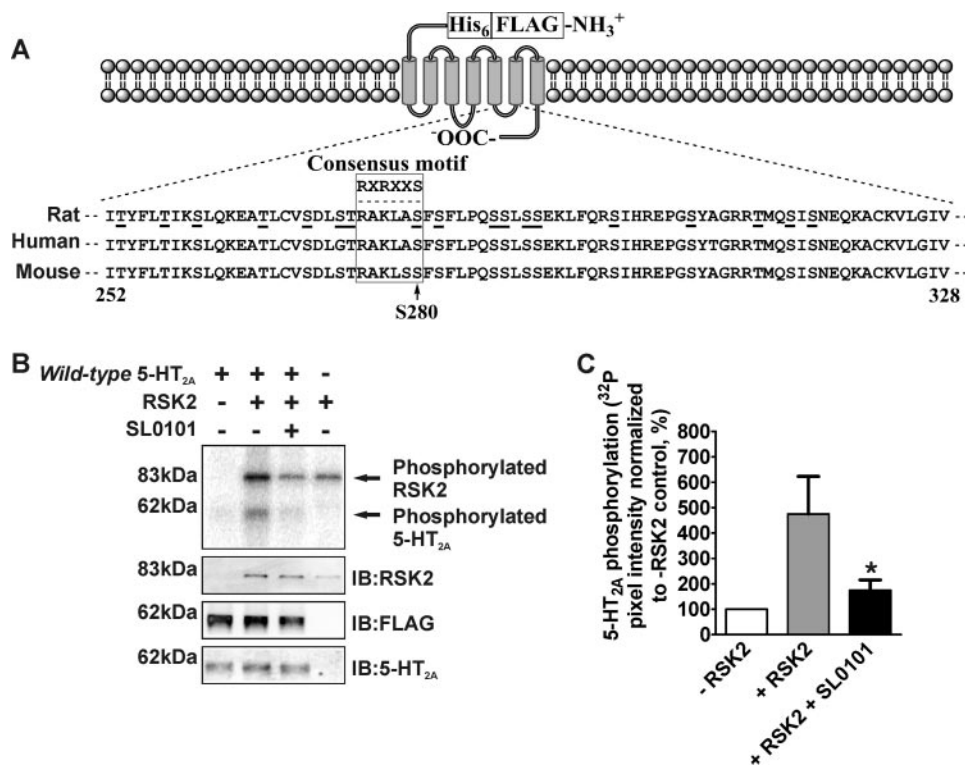 A
His6 FLAG -NH3+
-OOC-
Consensus motif
RXRXXS
Rat -- ITYFLTIKSLQKEATLCVSDLSTRAKLASFSFLPQSSLSSEKLFQRSIHREPGSYAGRRTMQSISNEQKACKVLGIV --
Human -- ITYFLTIKSLQKEATLCVSDLGTRAKLASFSFLPQSSLSSEKLFQRSIHREPGSYTGRRTMQSISNEQKACKVLGIV --
Mouse -- ITYFLTIKSLQKEATLCVSDLSTRAKLSSFSFLPQSSLSSEKLFQRSIHREPGSYAGRRTMQSISNEQKACKVLGIV --
252 328
S280
B
Wild-type 5-HT2A + + + -
RSK2 - + + +
SL0101 - - + -
83kDa
Phosphorylated
RSK2
62kDa
Phosphorylated
5-HT2A
83kDa IB:RSK2
62kDa IB:FLAG
62kDa IB:5-HT2A
C
5-HT2A phosphorylation (32P
pixel intensity normalized
to -RSK2 control, %)
800
700
600
500
400
300
200
100
0
*
- RSK2
+ RSK2
+ RSK2 + SL0101